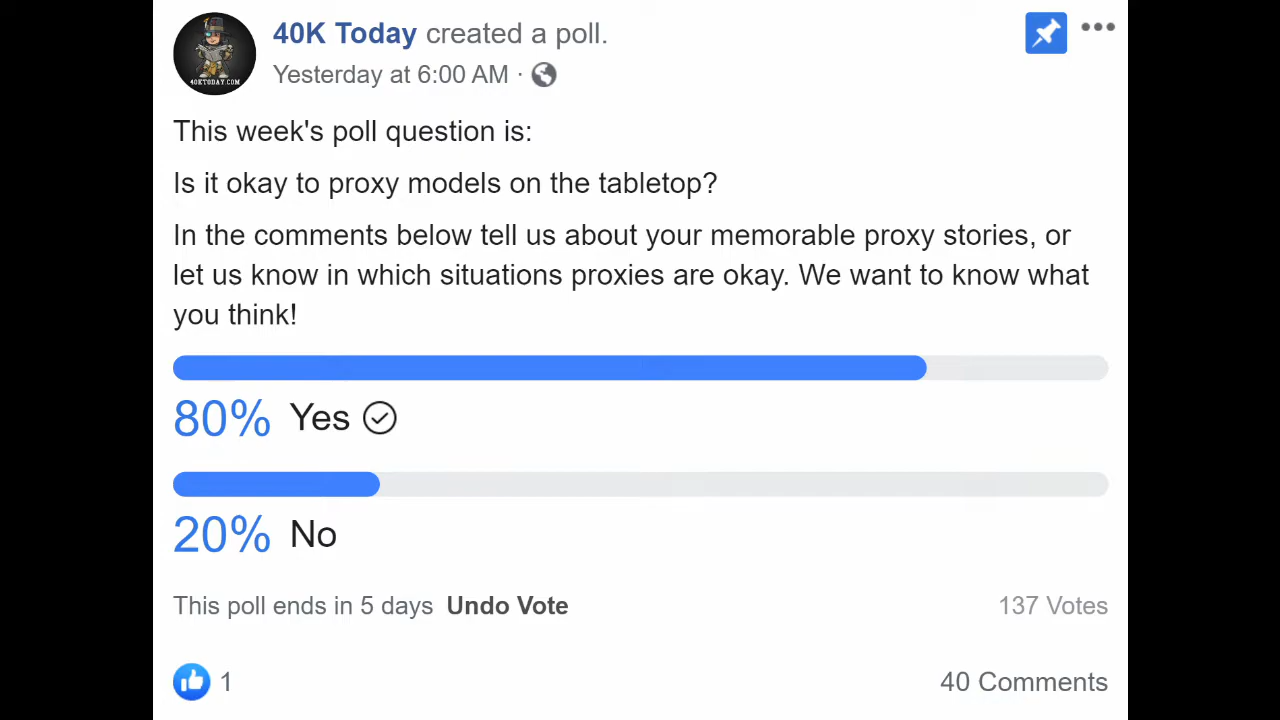 40K Today created a poll.
Yesterday at 6:00 AM ·
40KTODAY.COM
This week's poll question is:
Is it okay to proxy models on the tabletop?
In the comments below tell us about your memorable proxy stories, or
let us know in which situations proxies are okay. We want to know what
you think!
80% Yes
20% No
This poll ends in 5 days Undo Vote 137 Votes
1 40 Comments